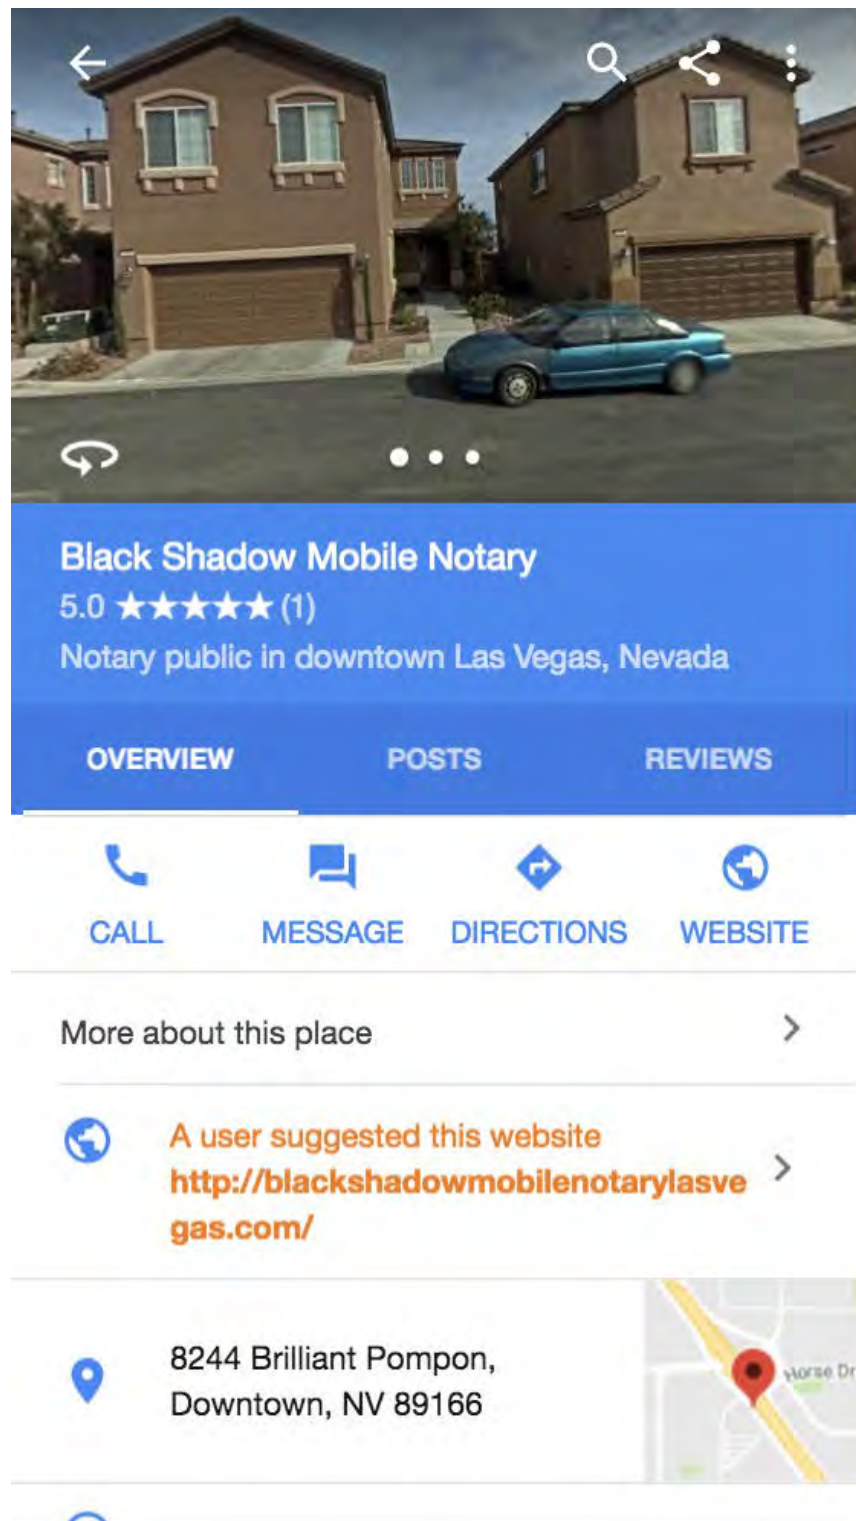 Black Shadow Mobile Notary
5.0 ★★★★★ (1)
Notary public in downtown Las Vegas, Nevada
OVERVIEW POSTS REVIEWS
CALL MESSAGE DIRECTIONS WEBSITE
More about this place
A user suggested this website
http://blackshadowmobilenotarylasve
gas.com/
8244 Brilliant Pompon,
Downtown, NV 89166
Horse Dr